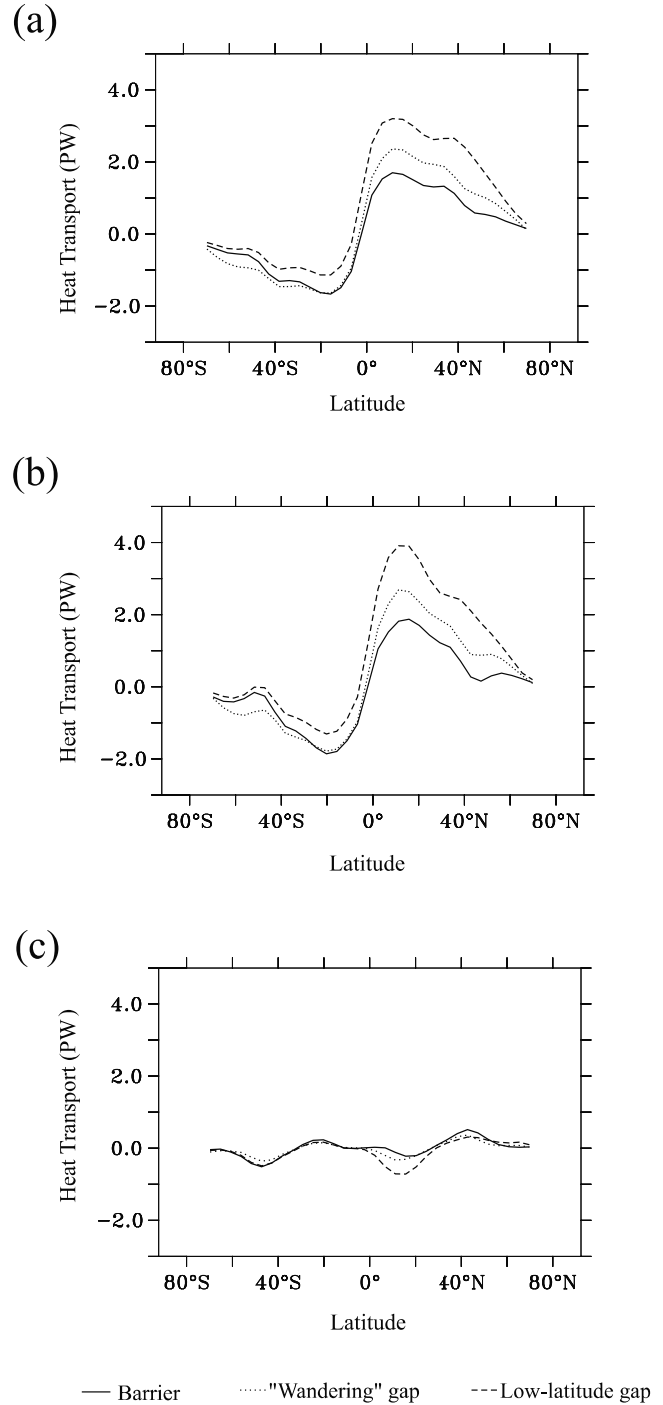 (a)
Heat Transport (PW)
4.0
2.0
0.0
−2.0
80°S 40°S 0° 40°N 80°N
Latitude
(b)
Heat Transport (PW)
4.0
2.0
0.0
−2.0
80°S 40°S 0° 40°N 80°N
Latitude
(c)
Heat Transport (PW)
4.0
2.0
0.0
−2.0
80°S 40°S 0° 40°N 80°N
Latitude
Barrier "Wandering" gap Low-latitude gap